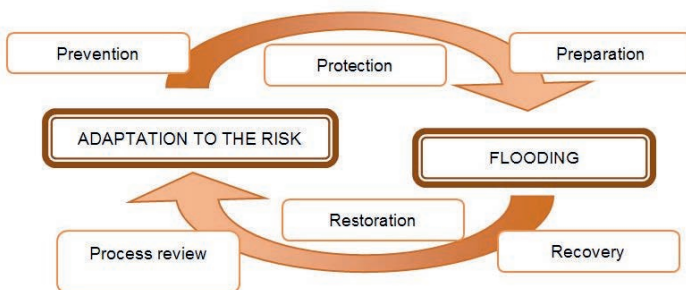 Prevention
Protection
Preparation
ADAPTATION TO THE RISK
FLOODING
Restoration
Process review
Recovery